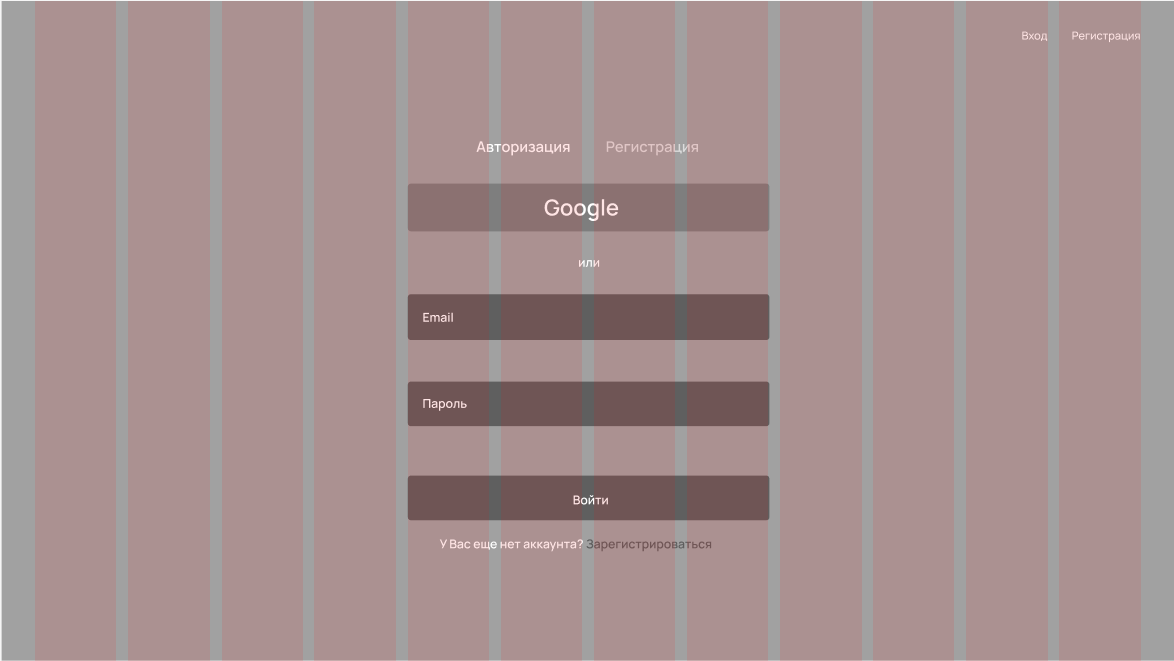 Вход Регистрация
Авторизация Регистрация
Google
или
Email
Пароль
Войти
У Вас еще нет аккаунта? Зарегистрироваться